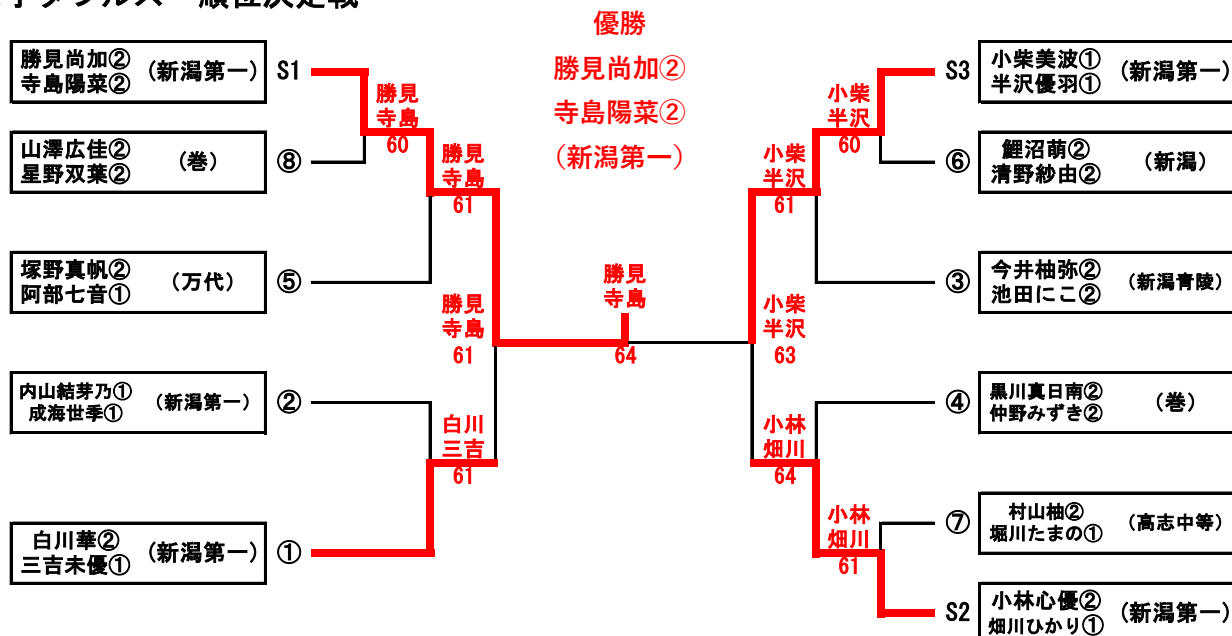 子ダブルス 順位決定戦
優勝
勝見尚加②
寺島陽菜②
(新潟第一)
勝見尚加②
寺島陽菜②
(新潟第一)
S1
山澤広佳②
星野双葉②
(巻)
⑧
塚野真帆②
阿部七音①
(万代)
⑤
内山結芽乃①
成海世季①
(新潟第一)
②
白川華②
三吉未優①
(新潟第一)
①
勝見
寺島
60
勝見
寺島
61
勝見
寺島
61
白川
三吉
61
勝見
寺島
64
小柴
半沢
60
小柴
半沢
61
小柴
半沢
63
小林
畑川
64
小林
畑川
61
S3
小柴美波①
半沢優羽①
(新潟第一)
⑥
鯉沼萌②
清野紗由②
(新潟)
③
今井柚弥②
池田にこ②
(新潟青陵)
④
黒川真日南②
仲野みずき②
(巻)
⑦
村山柚②
堀川たまの①
(高志中等)
S2
小林心優②
畑川ひかり①
(新潟第一)